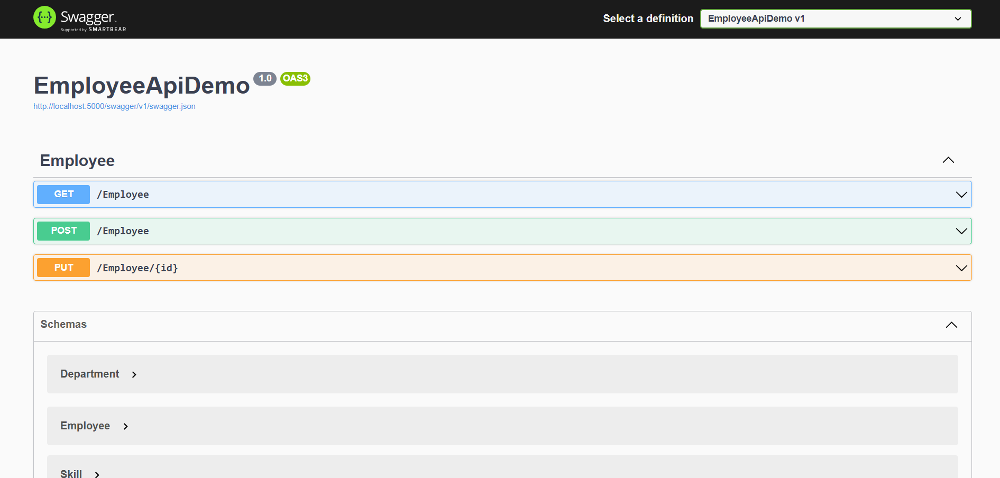 {···} Swagger™
Supported by SMARTBEAR
Select a definition
EmployeeApiDemo v1
EmployeeApiDemo 1.0 OAS3
http://localhost:5000/swagger/v1/swagger.json
Employee
GET /Employee
POST /Employee
PUT /Employee/{id}
Schemas
Department
Employee
Skill